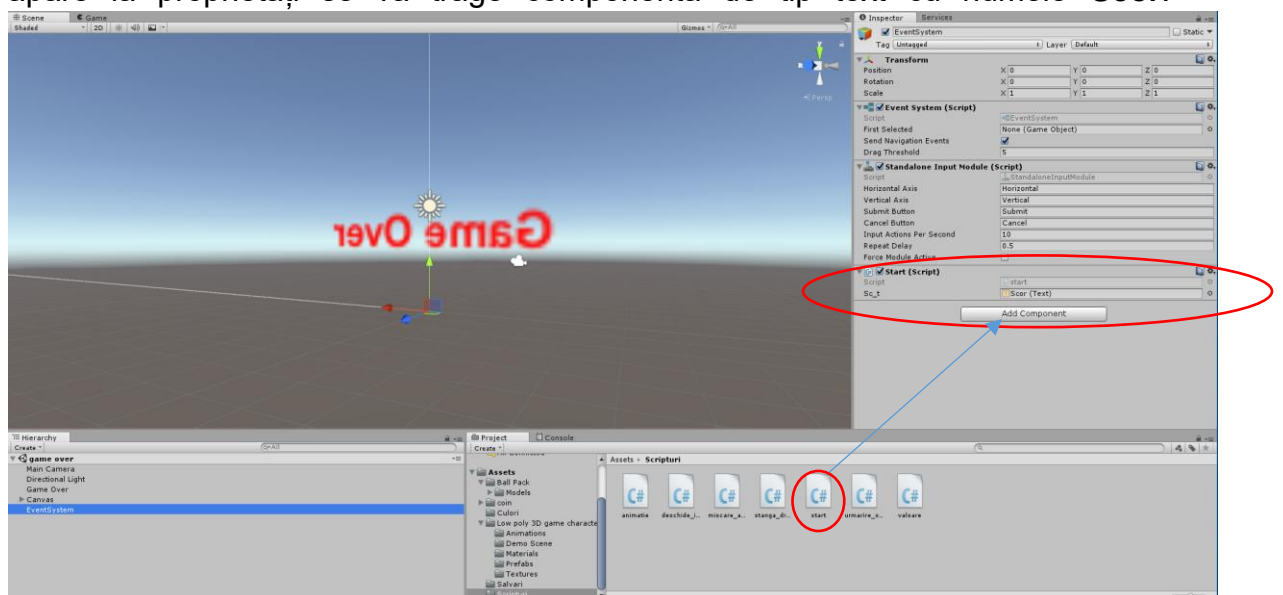 apare la proprietăți se va trage componenta de tip text cu numele Scor.
Scene Game
Shaded 2D Gizmos All
Persp
Game Over
Inspector Services
EventSystem Static
Tag Untagged Layer Default
Transform
Position X 0 Y 0 Z 0
Rotation X 0 Y 0 Z 0
Scale X 1 Y 1 Z 1
Event System (Script)
Script EventSystem
First Selected None (Game Object)
Send Navigation Events
Drag Threshold 5
Standalone Input Module (Script)
Script StandaloneInputModule
Horizontal Axis Horizontal
Vertical Axis Vertical
Submit Button Submit
Cancel Button Cancel
Input Actions Per Second 10
Repeat Delay 0.5
Force Module Active
Start (Script)
Script start
Sc_t Scor (Text)
Add Component
Hierarchy
Create All
game over
Main Camera
Directional Light
Game Over
Canvas
EventSystem
Project Console
Create
Assets
Ball Pack
Models
coin
Culori
Low poly 3D game characte
Animations
Demo Scene
Materials
Prefabs
Textures
Salvari
Scripturi
Assets Scripturi
C# C# C# C# C# C# C#
animatie deschide_i... miscare_a... stanga_d... start urmarire_... valoare